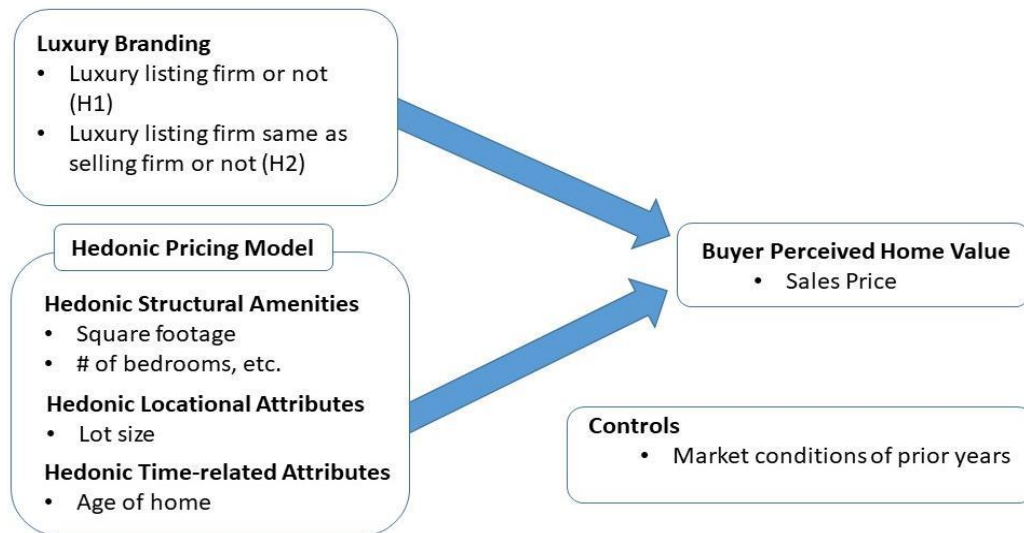 Luxury Branding
• Luxury listing firm or not
(H1)
• Luxury listing firm same as
selling firm or not (H2)
Hedonic Pricing Model
Hedonic Structural Amenities
• Square footage
• # of bedrooms, etc.
Hedonic Locational Attributes
• Lot size
Hedonic Time-related Attributes
• Age of home
Buyer Perceived Home Value
• Sales Price
Controls
• Market conditions of prior years